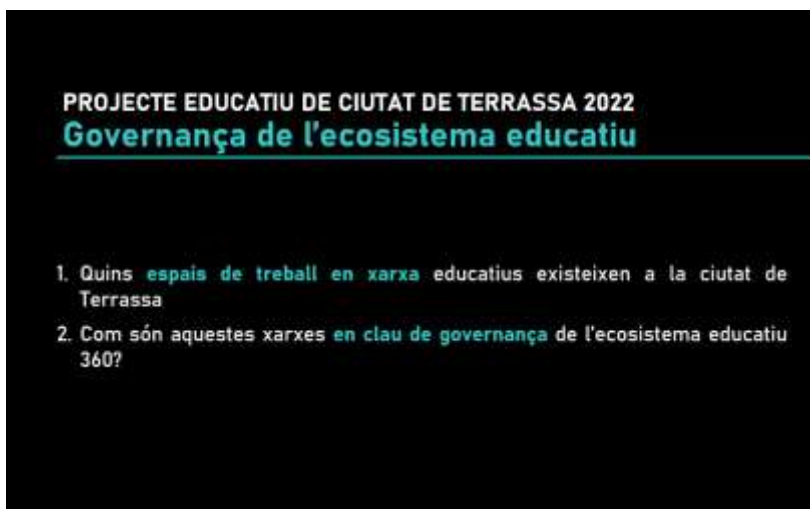 PROJECTE EDUCATIU DE CIUTAT DE TERRASSA 2022
Governança de l'ecosistema educatiu
1. Quins espais de treball en xarxa educatius existeixen a la ciutat de
Terrassa
2. Com són aquestes xarxes en clau de governança de l'ecosistema educatiu
360?